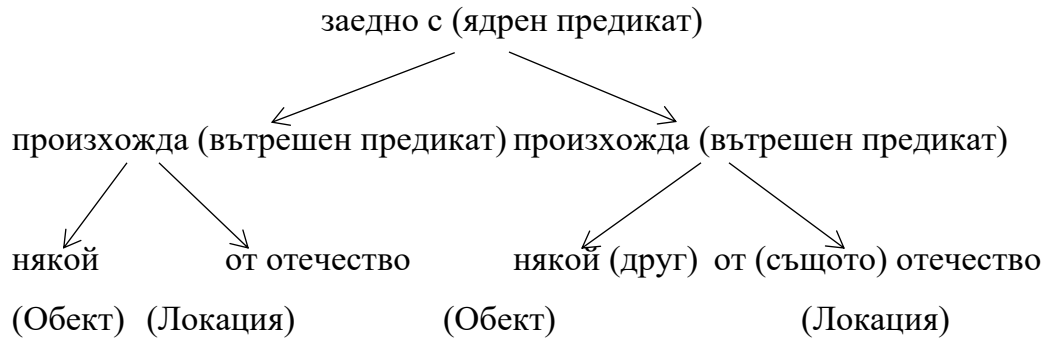 заедно с (ядрен предикат)
произхожда (вътрешен предикат) произхожда (вътрешен предикат)
някой от отечество някой (друг) от (същото) отечество
(Обект) (Локация) (Обект) (Локация)